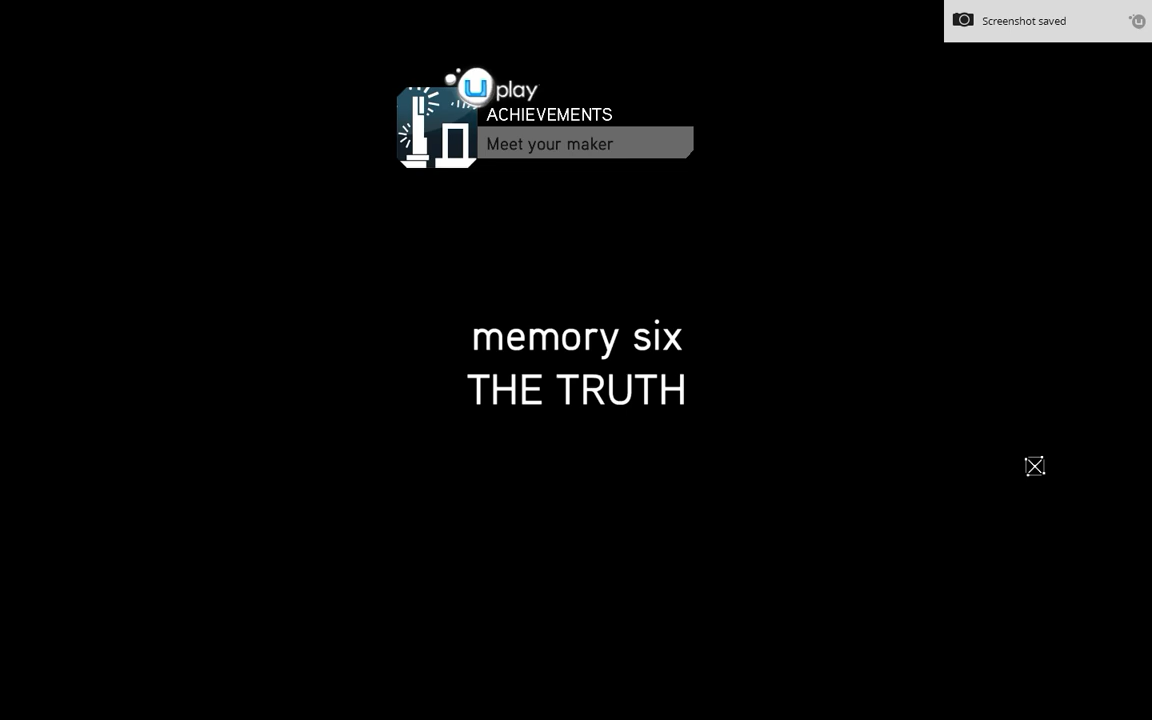 Screenshot saved
U play
ACHIEVEMENTS
Meet your maker
memory six
THE TRUTH